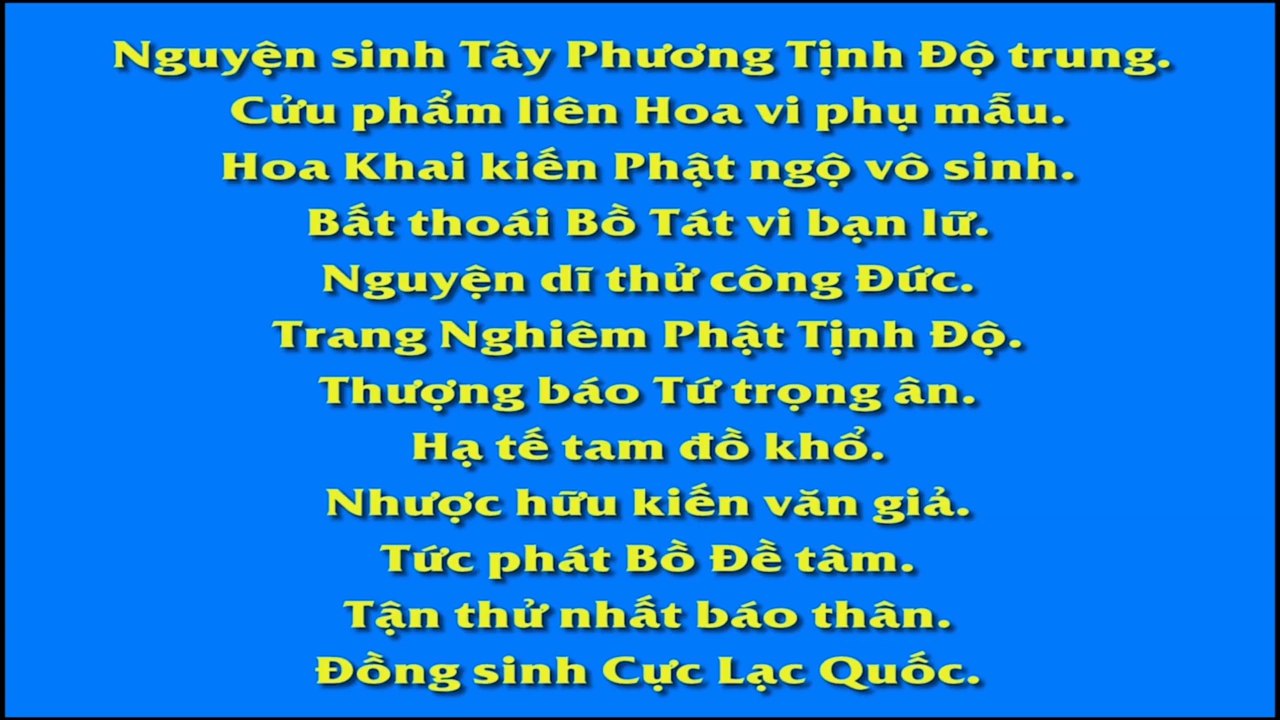 Nguyện sinh Tây Phương Tịnh Độ trung.
Cửu phẩm liên Hoa vi phụ mẫu.
Hoa Khai kiến Phật ngộ vô sinh.
Bất thoái Bồ Tát vi bạn lữ.
Nguyện dĩ thử công Đức.
Trang Nghiêm Phật Tịnh Độ.
Thượng báo Tứ trọng ân.
Hạ tế tam đồ khổ.
Nhược hữu kiến văn giả.
Tức phát Bồ Đề tâm.
Tận thử nhất báo thân.
Đồng sinh Cực Lạc Quốc.